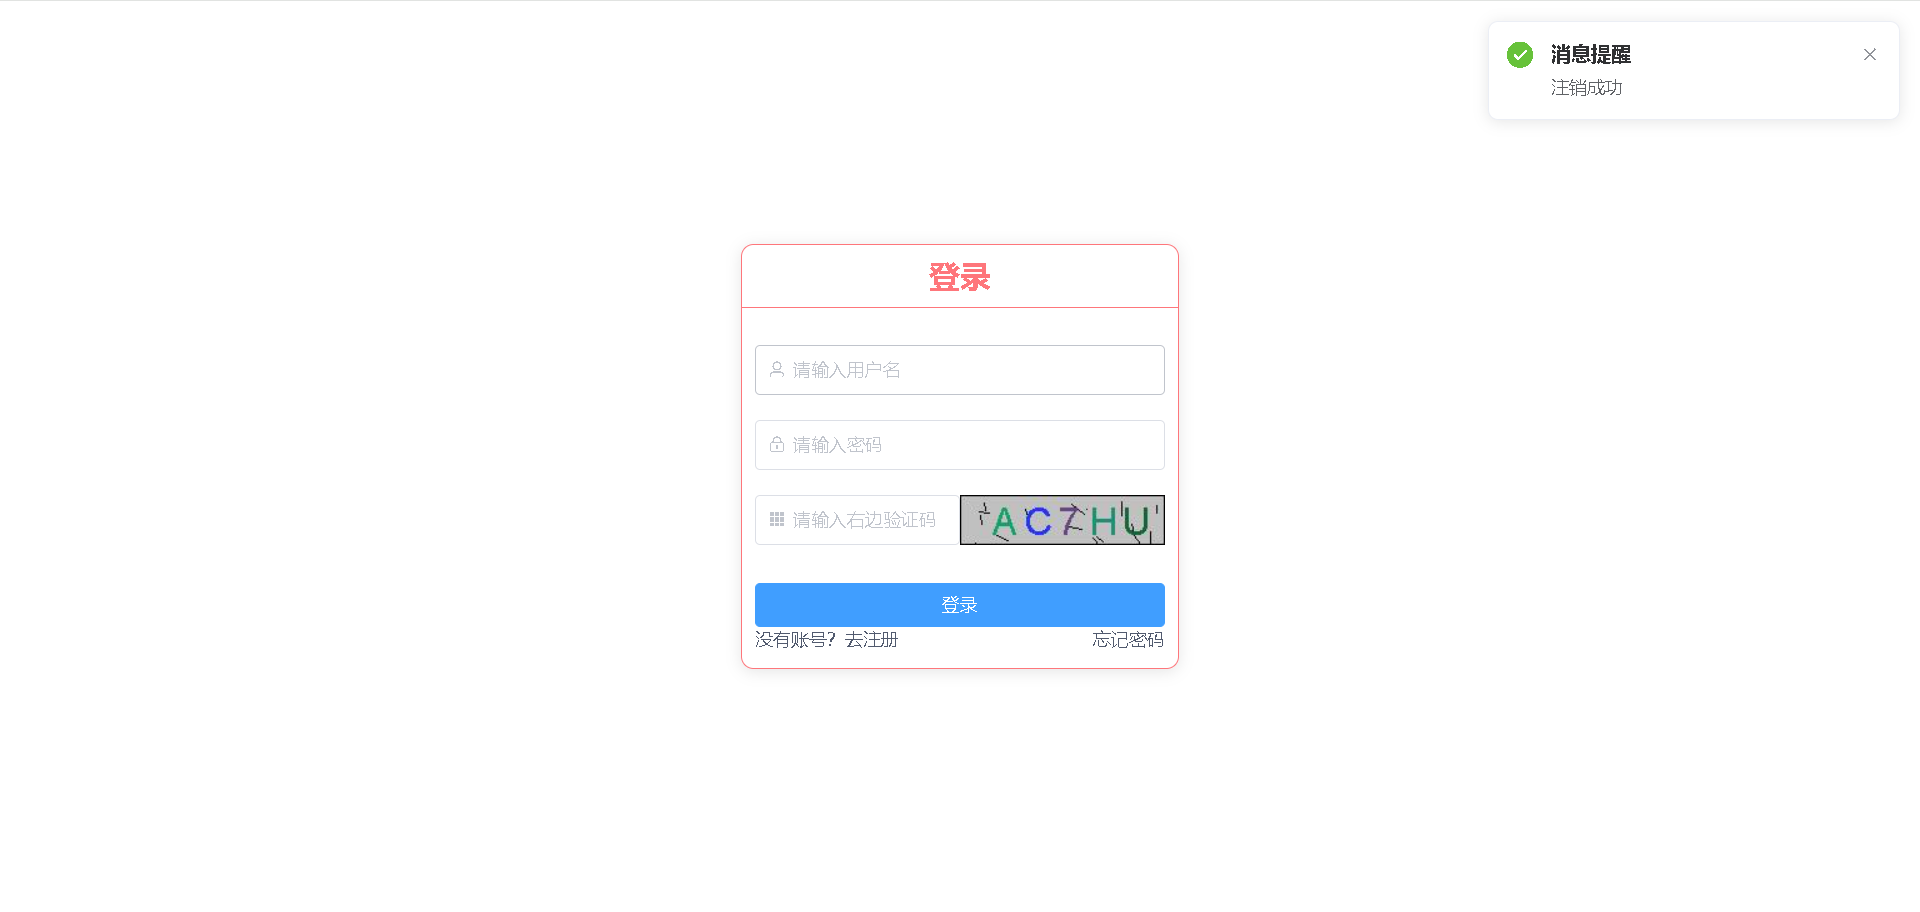 消息提醒
注销成功
登录
请输入用户名
请输入密码
请输入右边验证码
AC7HU
登录
没有账号？去注册
忘记密码